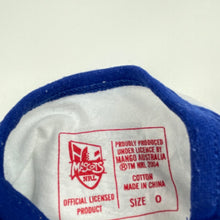 Mascots
NRL
OFFICIAL LICENSED
PRODUCT
PROUDLY PRODUCED
UNDER LICENCE BY
MANGO AUSTRALIA
®TM NRL 2004
COTTON
MADE IN CHINA
SIZE 0